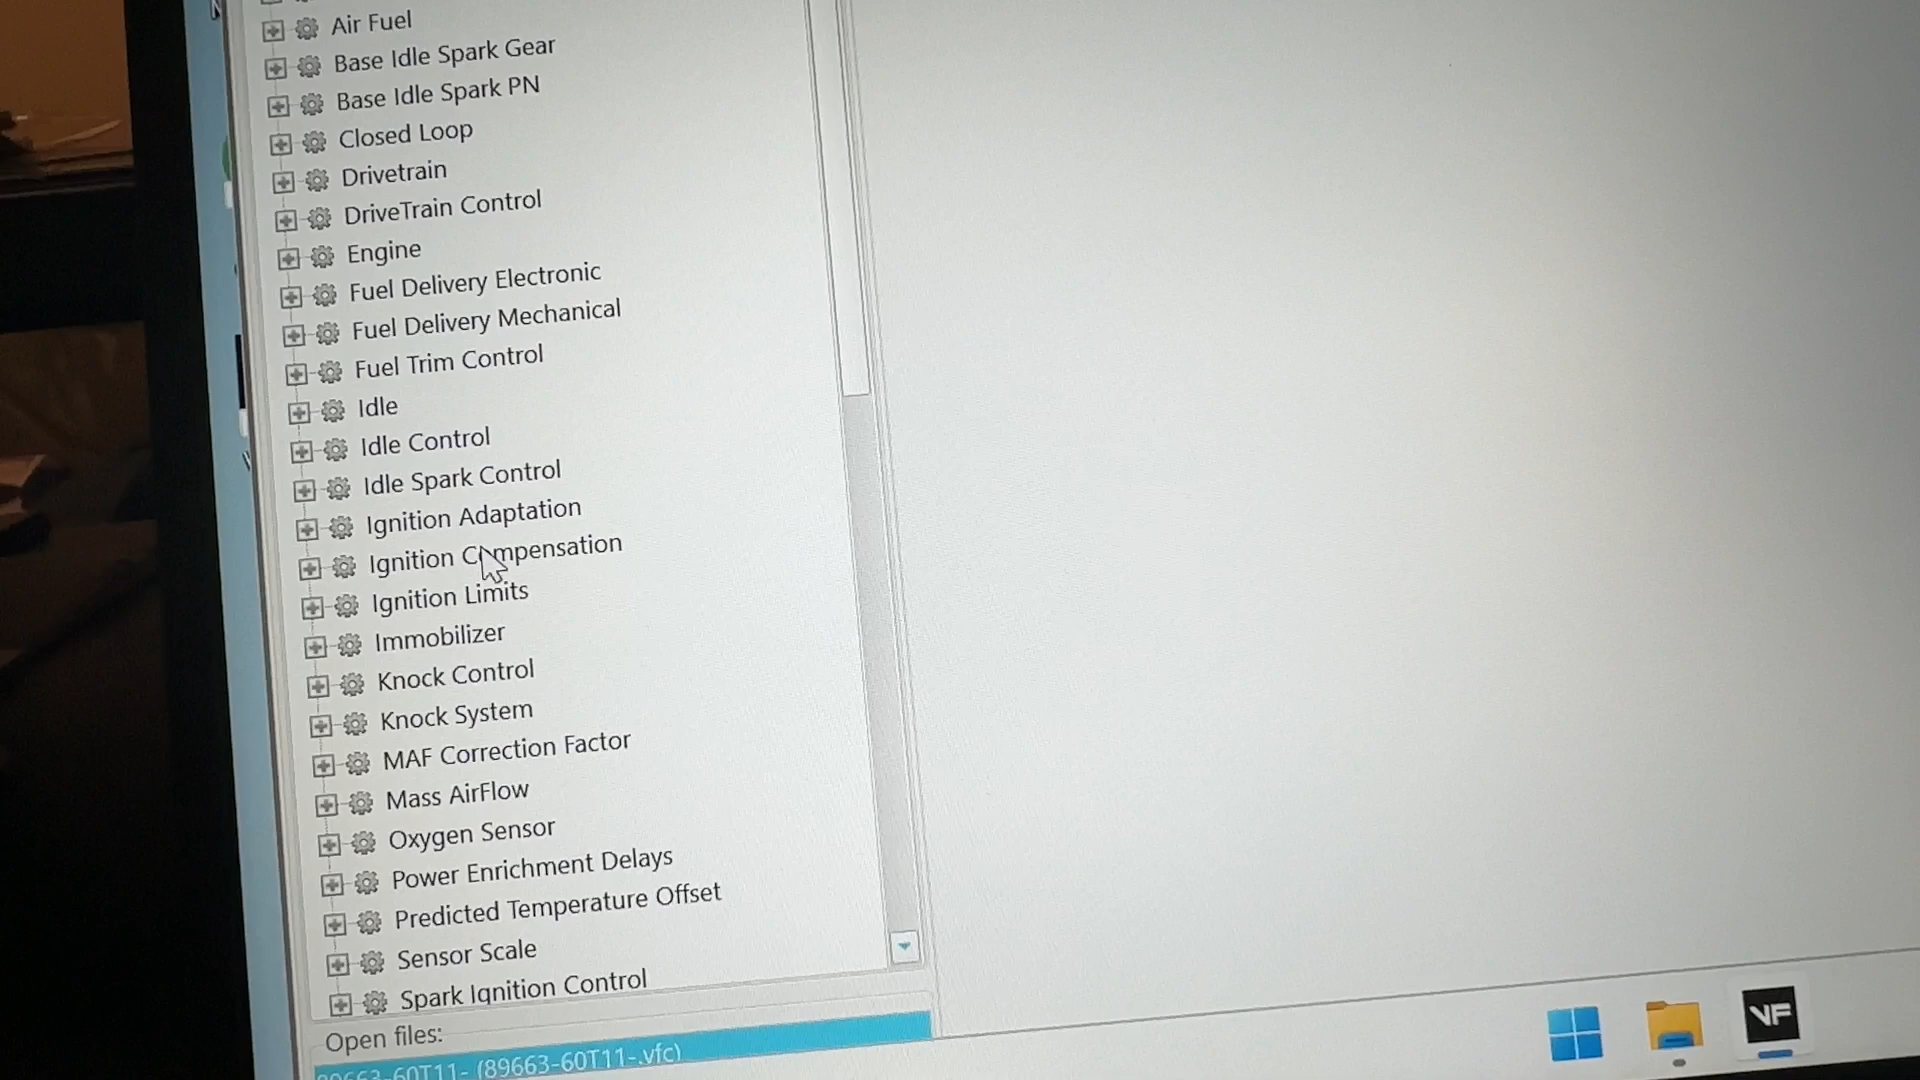 Air Fuel
Base Idle Spark Gear
Base Idle Spark PN
Closed Loop
Drivetrain
DriveTrain Control
Engine
Fuel Delivery Electronic
Fuel Delivery Mechanical
Fuel Trim Control
Idle
Idle Control
Idle Spark Control
Ignition Adaptation
Ignition Compensation
Ignition Limits
Immobilizer
Knock Control
Knock System
MAF Correction Factor
Mass AirFlow
Oxygen Sensor
Power Enrichment Delays
Predicted Temperature Offset
Sensor Scale
Spark Ignition Control
Open files:
89663-60T11- (89663-60T11-.vfc)
VF